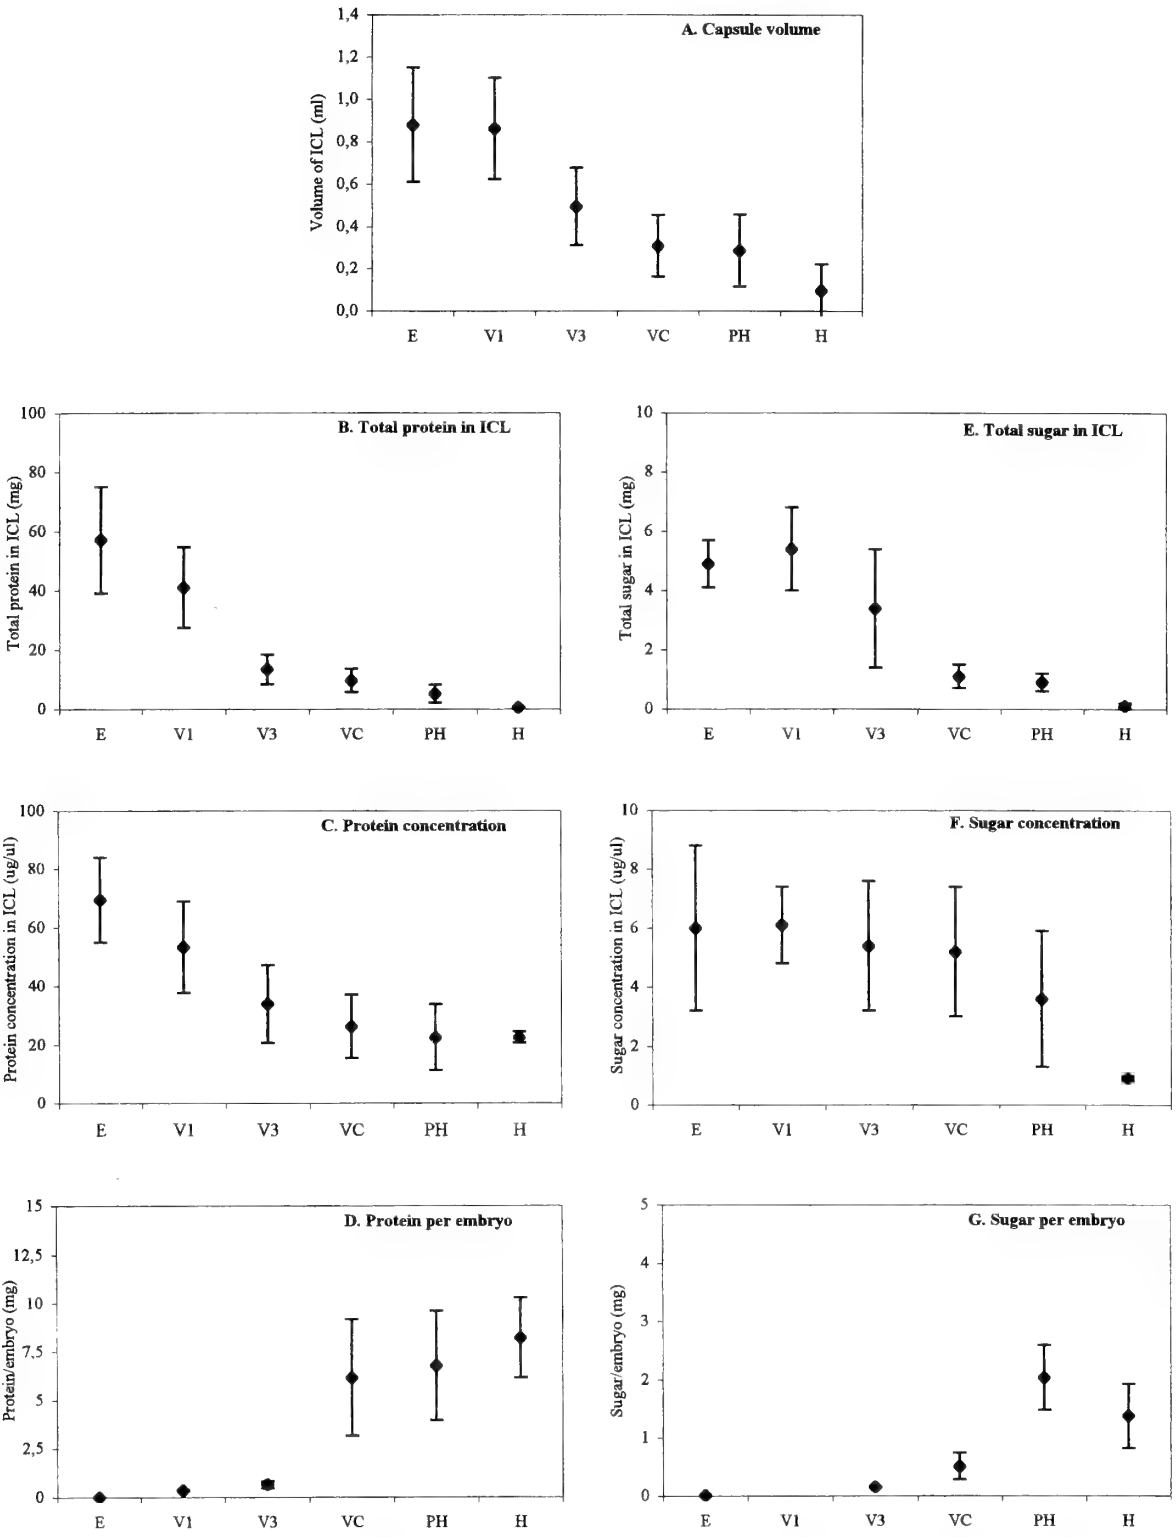 A. Capsule volume
Volume of ICL (ml)
1,4
1,2
1,0
0,8
0,6
0,4
0,2
0,0
E V1 V3 VC PH H
B. Total protein in ICL
Total protein in ICL (mg)
100
80
60
40
20
0
E V1 V3 VC PH H
E. Total sugar in ICL
Total sugar in ICL (mg)
10
8
6
4
2
0
E V1 V3 VC PH H
C. Protein concentration
Protein concentration in ICL (ug/ul)
100
80
60
40
20
0
E V1 V3 VC PH H
F. Sugar concentration
Sugar concentration in ICL (ug/ul)
10
8
6
4
2
0
E V1 V3 VC PH H
D. Protein per embryo
Protein/embryo (mg)
15
12,5
10
7,5
5
2,5
0
E V1 V3 VC PH H
G. Sugar per embryo
Sugar/embryo (mg)
5
4
3
2
1
0
E V1 V3 VC PH H